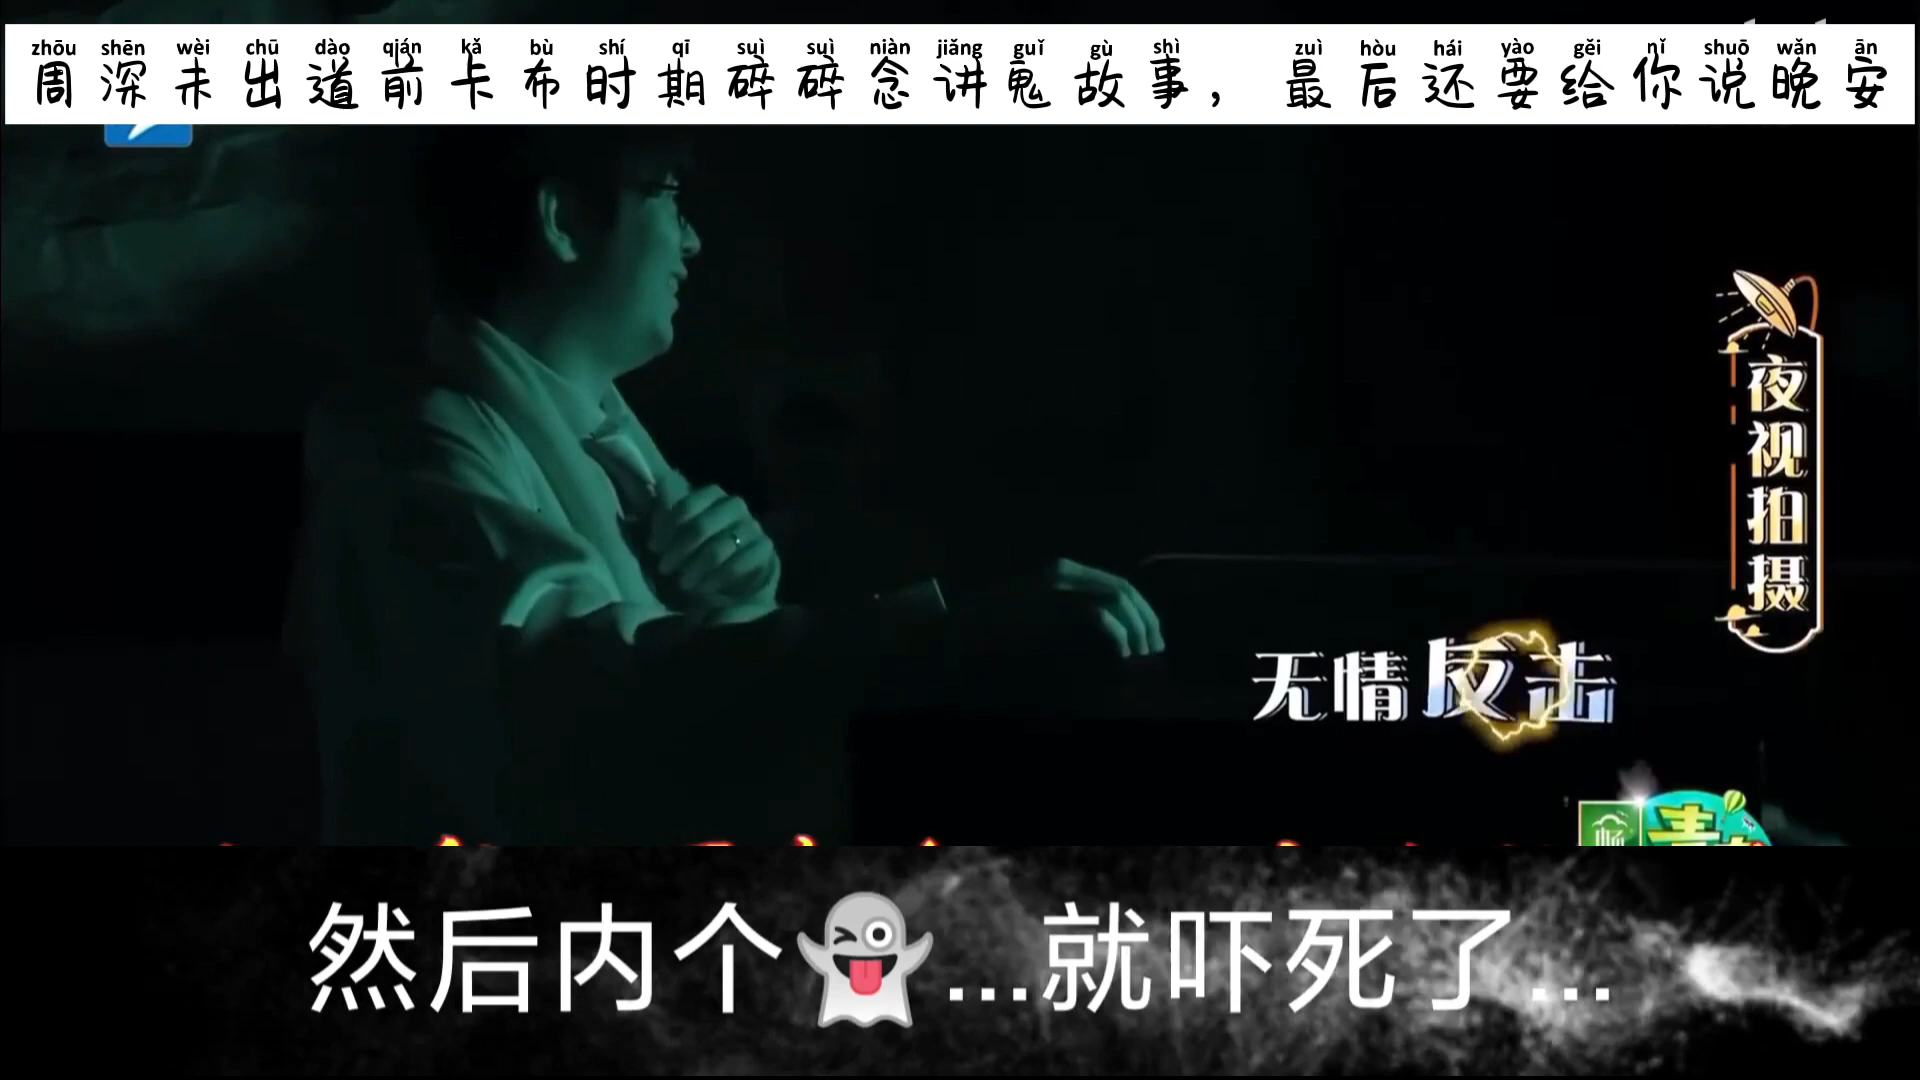 zhōu shēn wèi chū dào qián kǎ bù shí qī suì suì niàn jiǎng guǐ gù shì zuì hòu hái yào gěi nǐ shuō wǎn ān
周深未出道前卡布时期碎碎念讲鬼故事，最后还要给你说晚安
夜视拍摄
无情反击
然后内个👻...就吓死了...